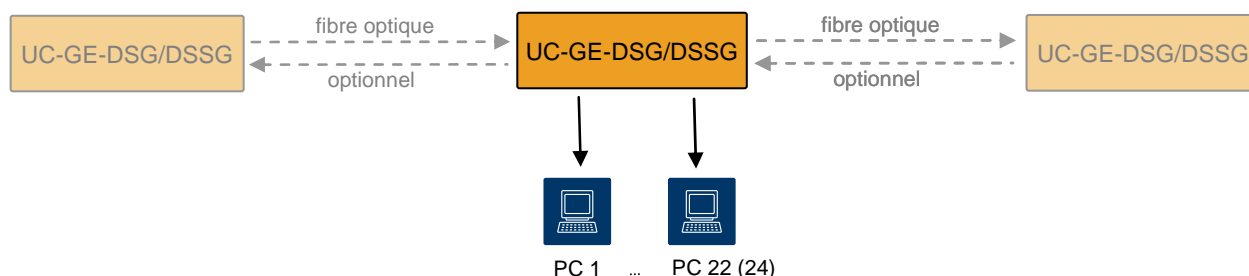 fibre optique
fibre optique
UC-GE-DSG/DSSG
UC-GE-DSG/DSSG
UC-GE-DSG/DSSG
optionnel
optionnel
PC 1 ... PC 22 (24)